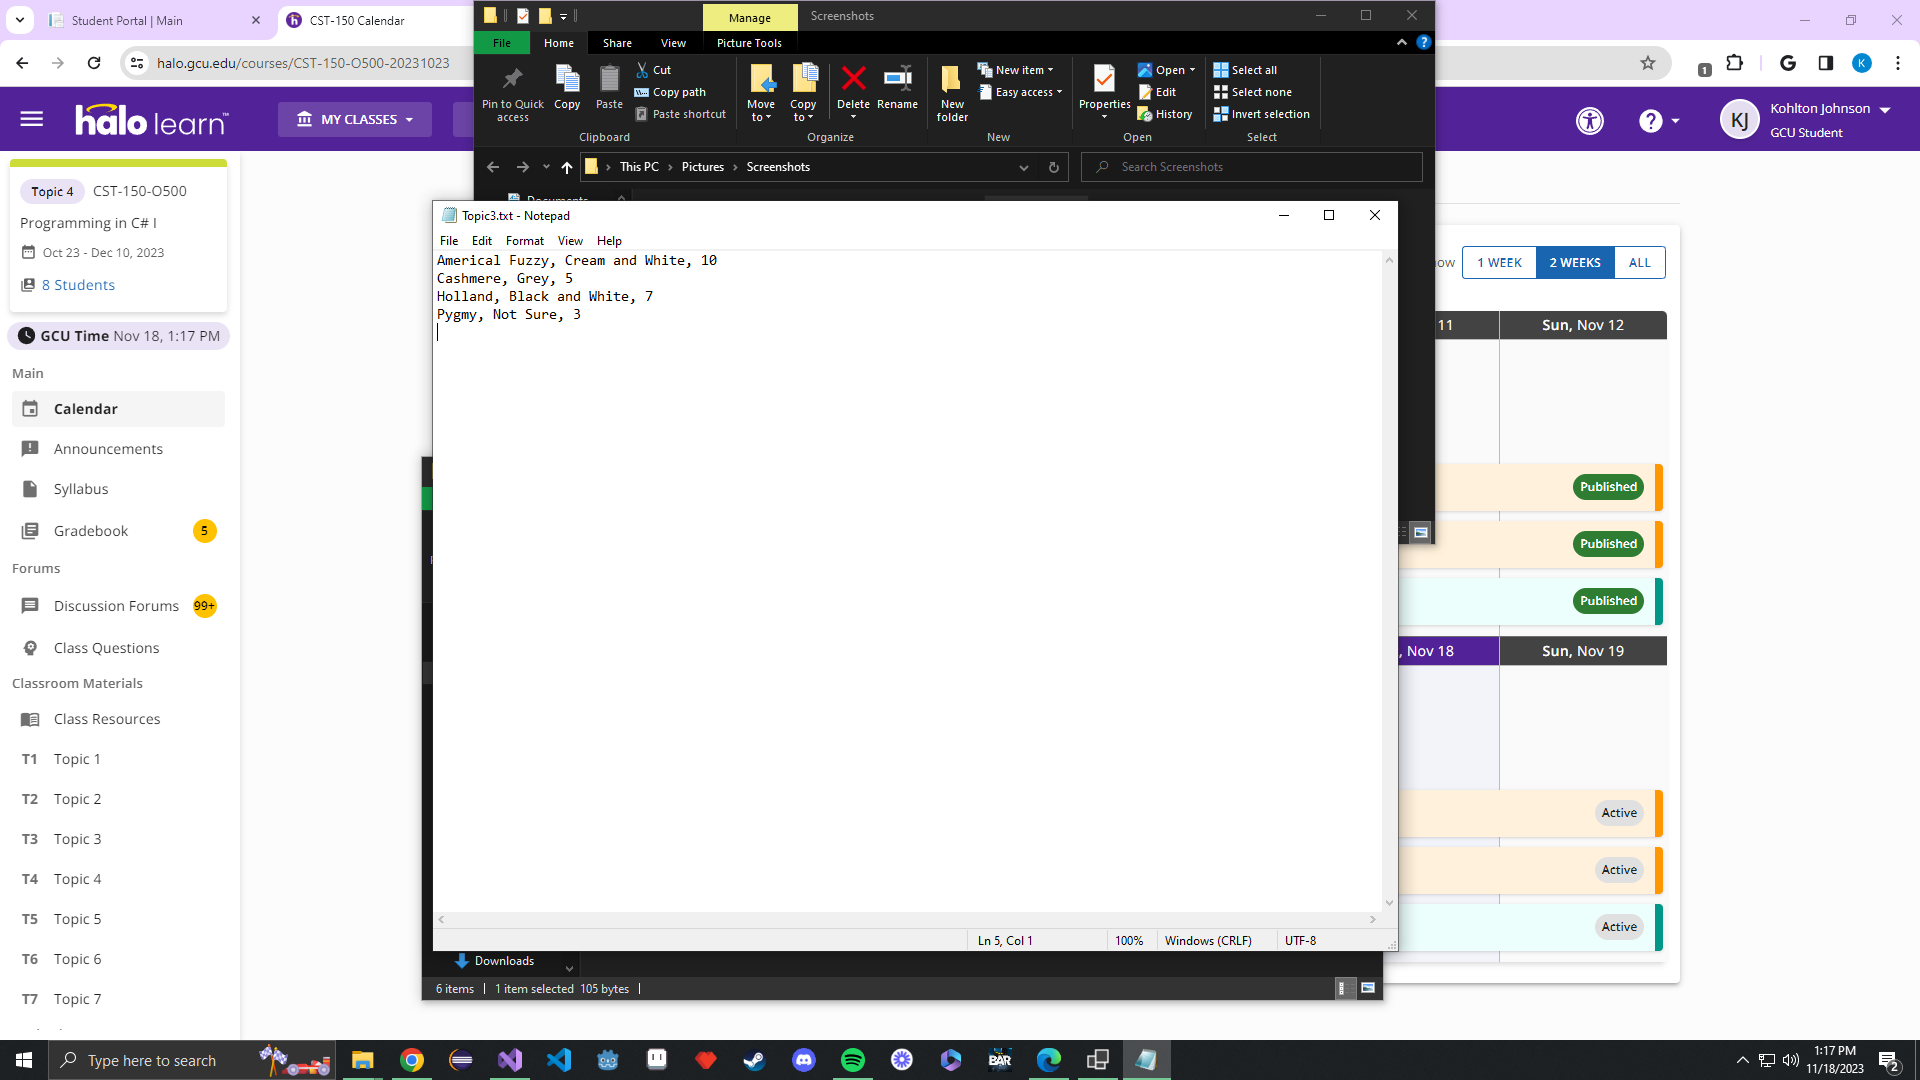 Student Portal | Main
CST-150 Calendar
Manage
Screenshots
halo.gcu.edu/courses/CST-150-O500-20231023
File
Home
Share
View
Picture Tools
Pin to Quick access
Copy
Paste
Cut
Copy path
Paste shortcut
Move to
Copy to
Delete
Rename
New folder
New item
Easy access
Properties
Open
Edit
History
Select all
Select none
Invert selection
Clipboard
Organize
New
Open
Select
This PC
Pictures
Screenshots
Search Screenshots
1
K
halo learn™
MY CLASSES
KJ
Kohlton Johnson
GCU Student
Topic 4
CST-150-O500
Programming in C# I
Oct 23 - Dec 10, 2023
8 Students
GCU Time Nov 18, 1:17 PM
Main
Calendar
Announcements
Syllabus
Gradebook
5
Forums
Discussion Forums
99+
Class Questions
Classroom Materials
Class Resources
T1 Topic 1
T2 Topic 2
T3 Topic 3
T4 Topic 4
T5 Topic 5
T6 Topic 6
T7 Topic 7
Documents
Topic3.txt - Notepad
File
Edit
Format
View
Help
Americal Fuzzy, Cream and White, 10
Cashmere, Grey, 5
Holland, Black and White, 7
Pygmy, Not Sure, 3
Ln 5, Col 1
100%
Windows (CRLF)
UTF-8
Downloads
6 items
1 item selected 105 bytes
ow
1 WEEK
2 WEEKS
ALL
11
Sun, Nov 12
Published
Published
Published
, Nov 18
Sun, Nov 19
Active
Active
Active
Type here to search
BAR
1:17 PM
11/18/2023
2